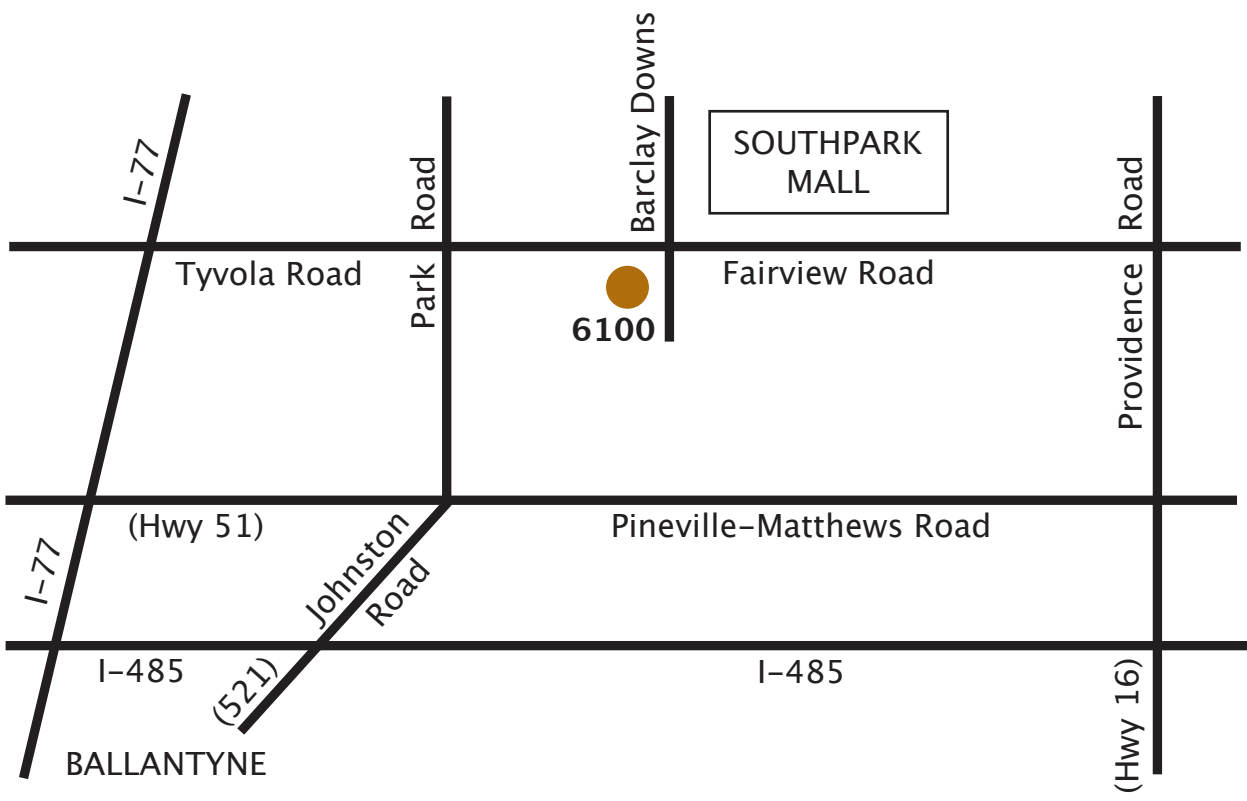 Barclay Downs
SOUTHPARK
MALL
I-77
Park Road
Providence Road
Tyvola Road
Fairview Road
6100
(Hwy 51)
Pineville-Matthews Road
I-77
Johnston
Road
I-485
I-485
(521)
(Hwy 16)
BALLANTYNE